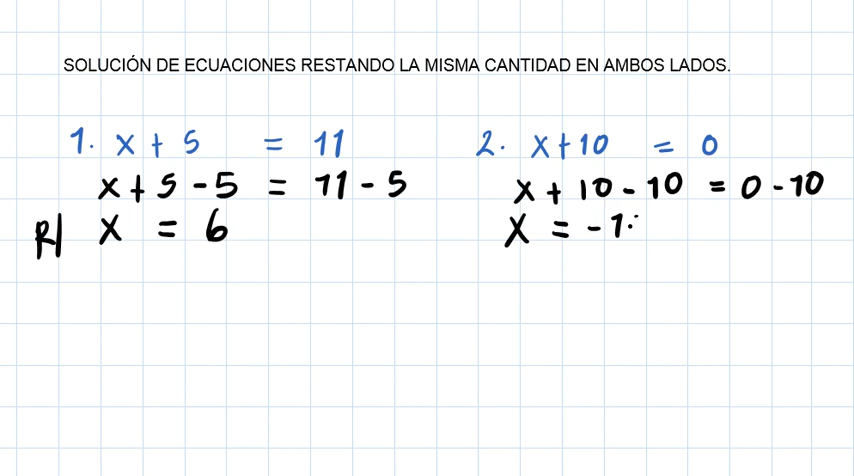 SOLUCIÓN DE ECUACIONES RESTANDO LA MISMA CANTIDAD EN AMBOS LADOS.
1. x + 5 = 11
x + 5 - 5 = 11 - 5
R/ x = 6
2. x + 10 = 0
x + 10 - 10 = 0 - 10
x = -1